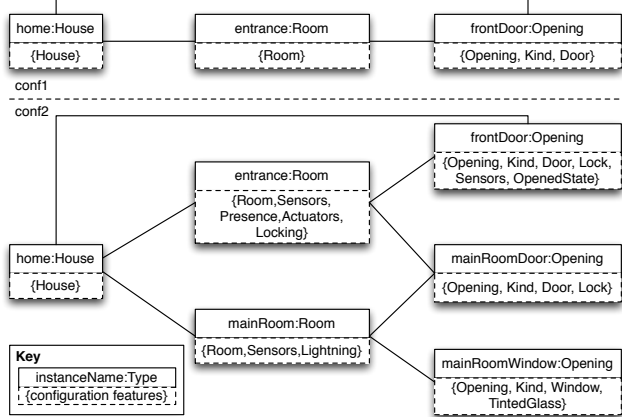 home:House
{House}
entrance:Room
{Room}
frontDoor:Opening
{Opening, Kind, Door}
conf1
conf2
frontDoor:Opening
{Opening, Kind, Door, Lock,
Sensors, OpenedState}
entrance:Room
{Room,Sensors,
Presence,Actuators,
Locking}
home:House
{House}
mainRoomDoor:Opening
{Opening, Kind, Door, Lock}
mainRoom:Room
{Room,Sensors,Lightning}
mainRoomWindow:Opening
{Opening, Kind, Window,
TintedGlass}
Key
instanceName:Type
{configuration features}